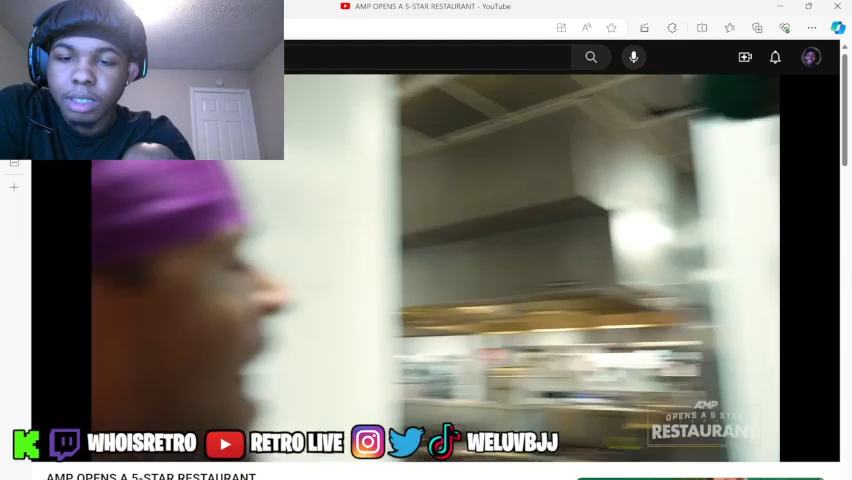 AMP OPENS A 5-STAR RESTAURANT - YouTube
AMP
OPENS A 5 STAR
RESTAURANT
WHOISRETRO
RETRO LIVE
WELUVBJJ
AMP OPENS A 5-STAR RESTAURANT